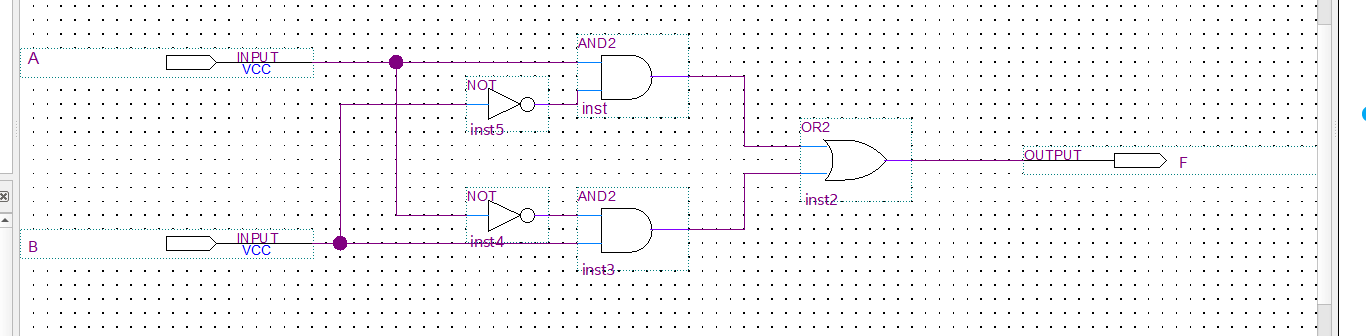 A
INPUT
VCC
AND2
NOT
inst
inst5
OR2
OUTPUT
F
inst2
NOT
AND2
inst4
B
INPUT
VCC
inst3